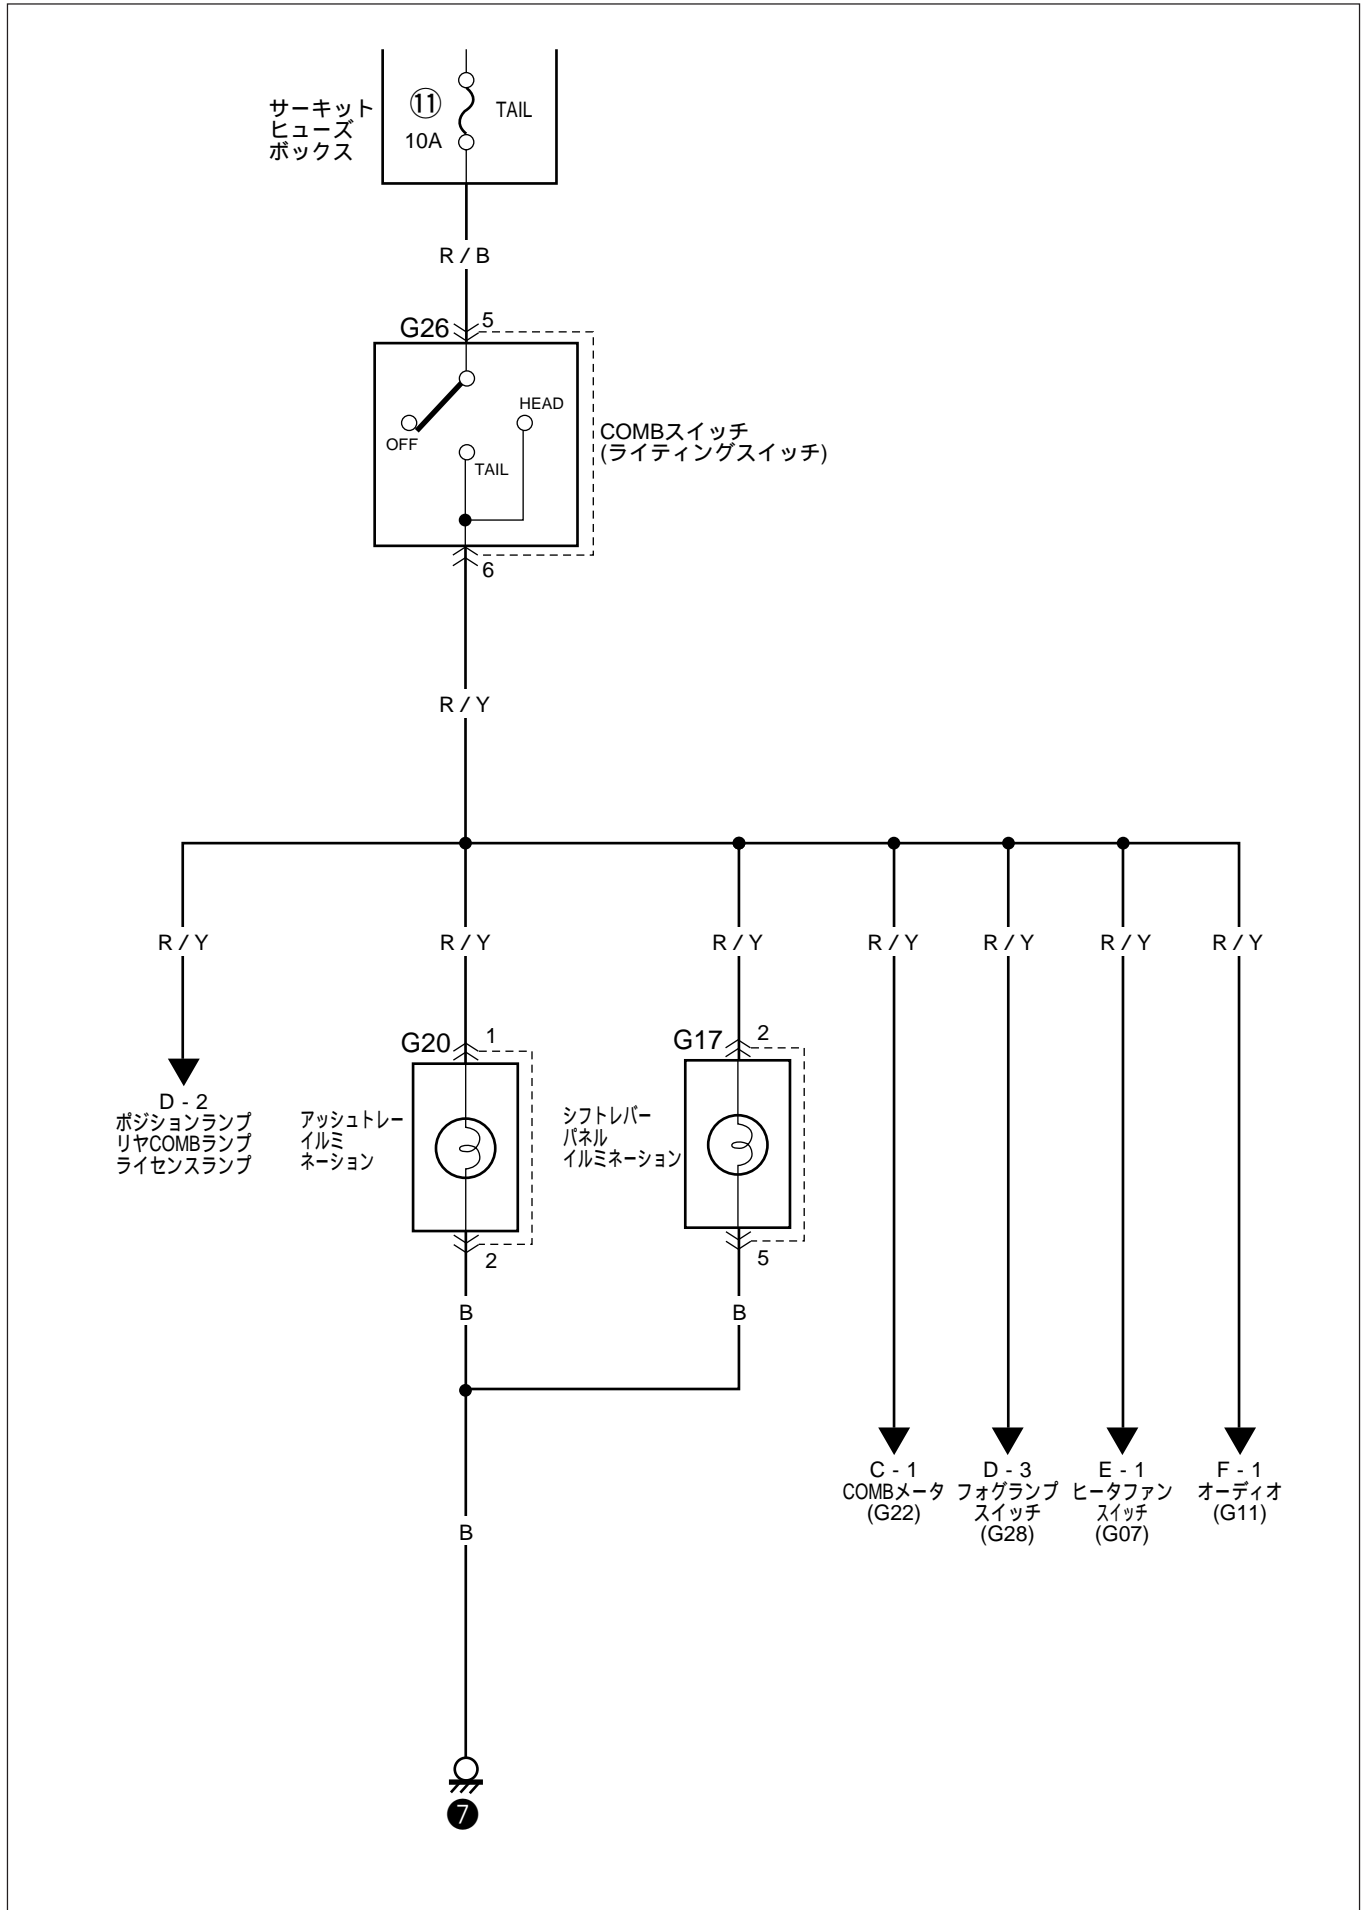 サーキット
ヒューズ
ボックス
⑪
10A
TAIL
R / B
G26
5
OFF
HEAD
TAIL
COMBスイッチ
(ライティングスイッチ)
6
R / Y
R / Y
R / Y
R / Y
R / Y
R / Y
R / Y
R / Y
D - 2
ポジションランプ
リヤCOMBランプ
ライセンスランプ
G20
1
アッシュトレー
イルミ
ネーション
2
G17
2
シフトレバー
パネル
イルミネーション
5
B
B
C - 1
COMBメータ
(G22)
D - 3
フォグランプ
スイッチ
(G28)
E - 1
ヒータファン
スイッチ
(G07)
F - 1
オーディオ
(G11)
B
7